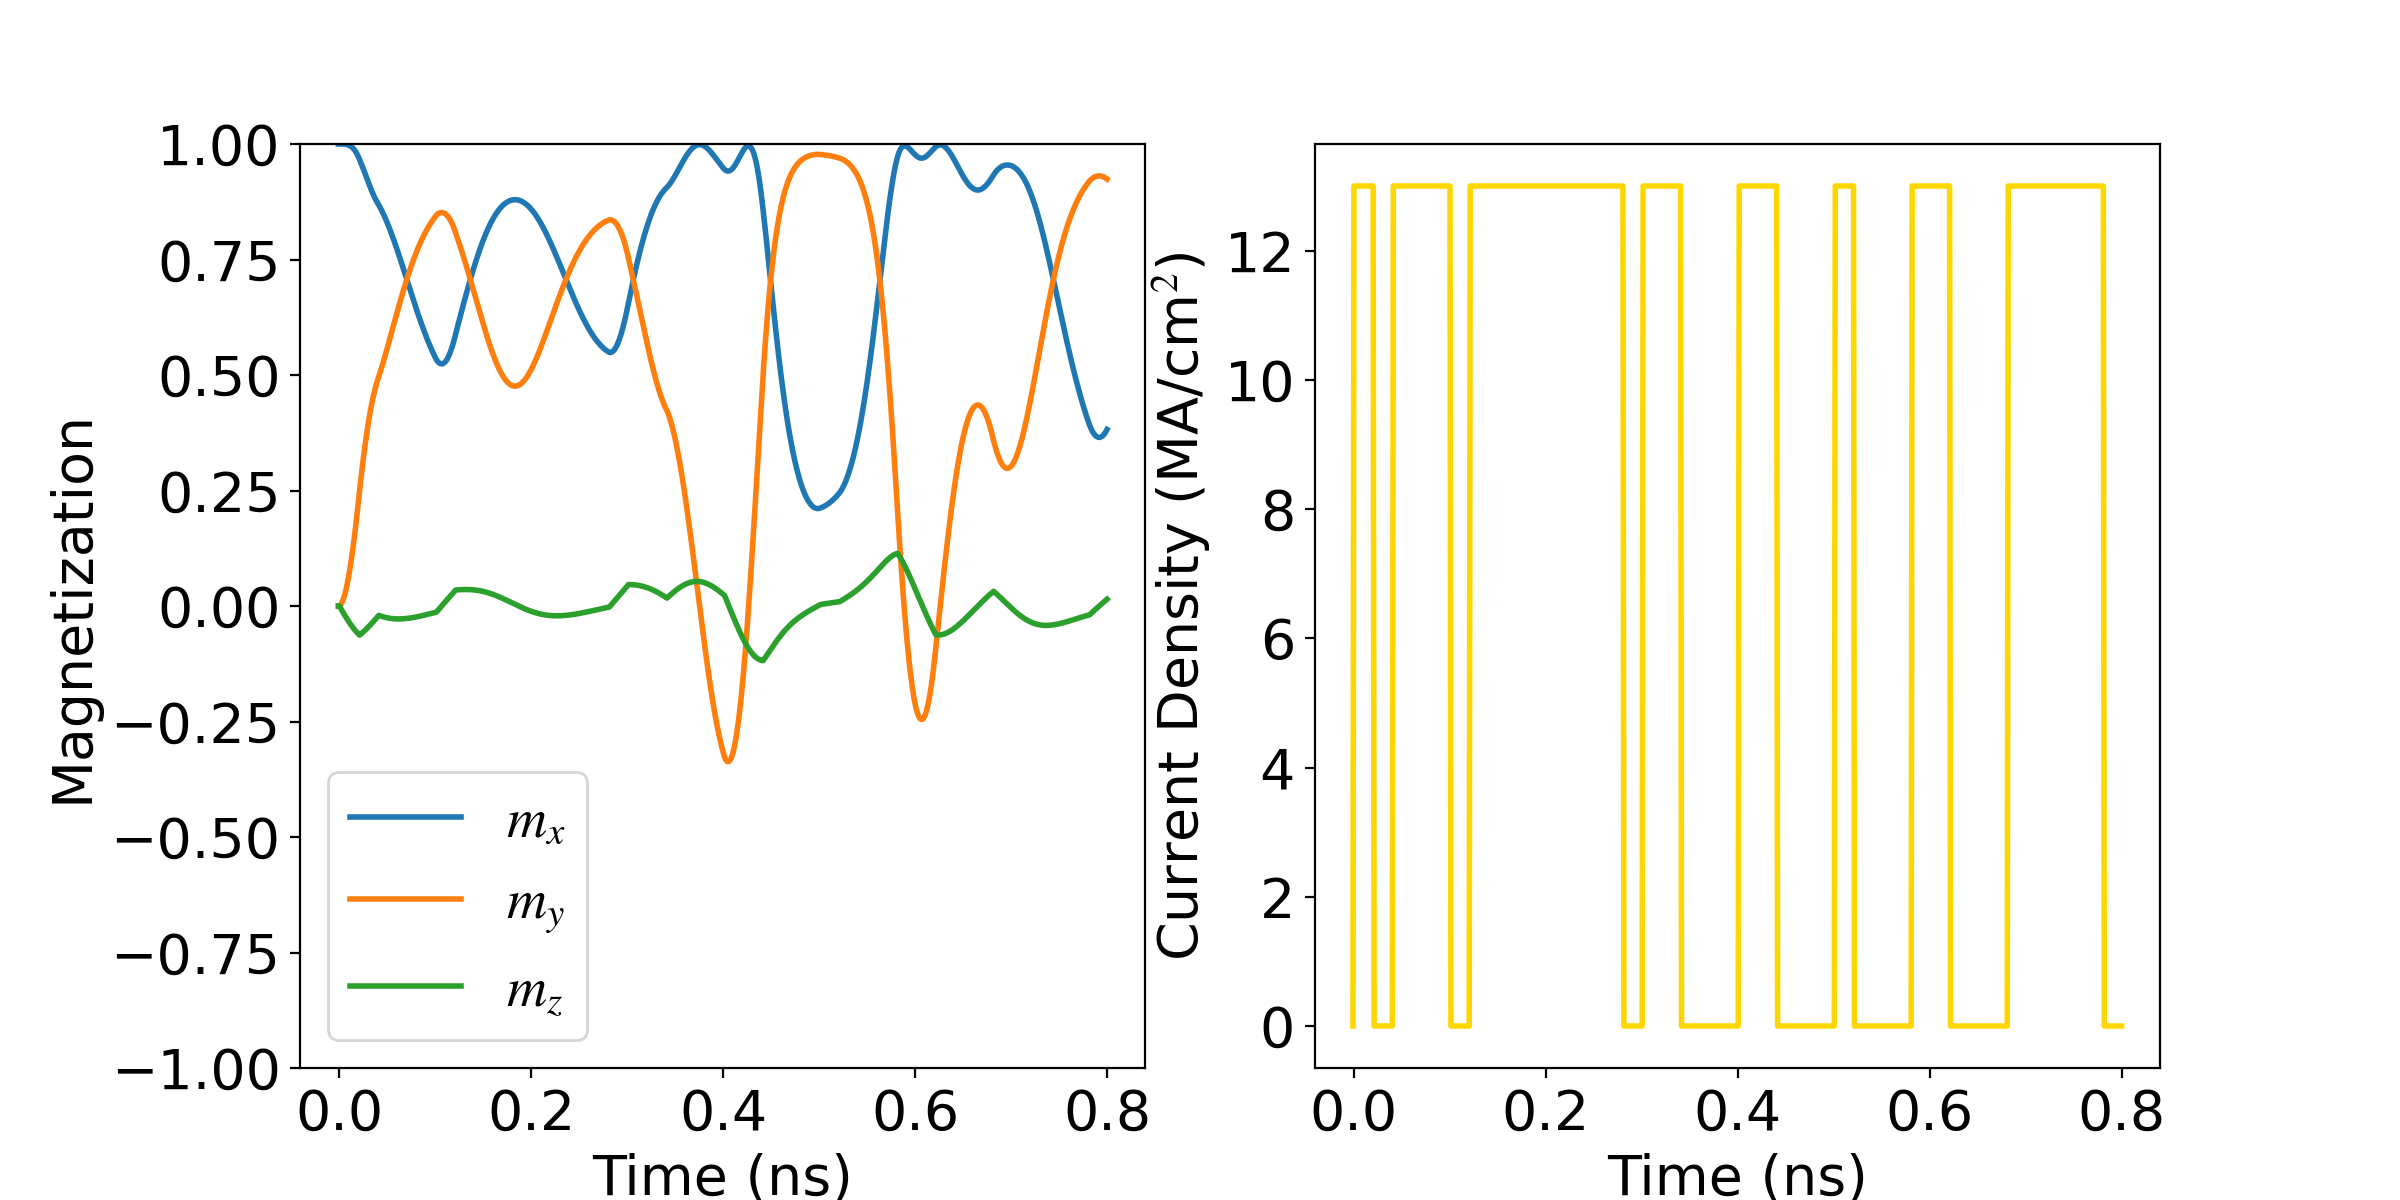 Magnetization
1.00
0.75
0.50
0.25
0.00
−0.25
−0.50
−0.75
−1.00
m_x
m_y
m_z
0.0 0.2 0.4 0.6 0.8
Time (ns)
Current Density (MA/cm²)
12
10
8
6
4
2
0
0.0 0.2 0.4 0.6 0.8
Time (ns)